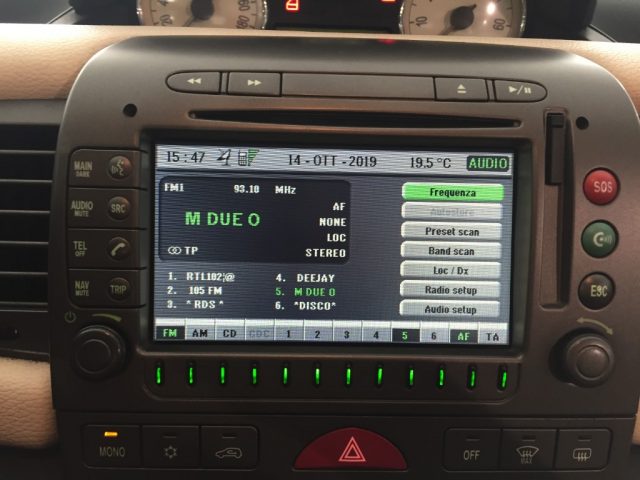 15:47 14-OTT-2019 19.5 °C AUDIO
FM1 93.10 MHz
M DUE O
AF
NONE
LOC
TP STEREO
1. RTL102]@ 4. DEEJAY
2. 105 FM 5. M DUE O
3. * RDS * 6. *DISCO*
Frequenza
Autostore
Preset scan
Band scan
Loc / Dx
Radio setup
Audio setup
FM AM CD CDC 1 2 3 4 5 6 AF TA
MAIN
DARK
AUDIO
MUTE
SRC
TEL
OFF
NAV
MUTE
TRIP
SOS
ESC
MONO
OFF
MAX